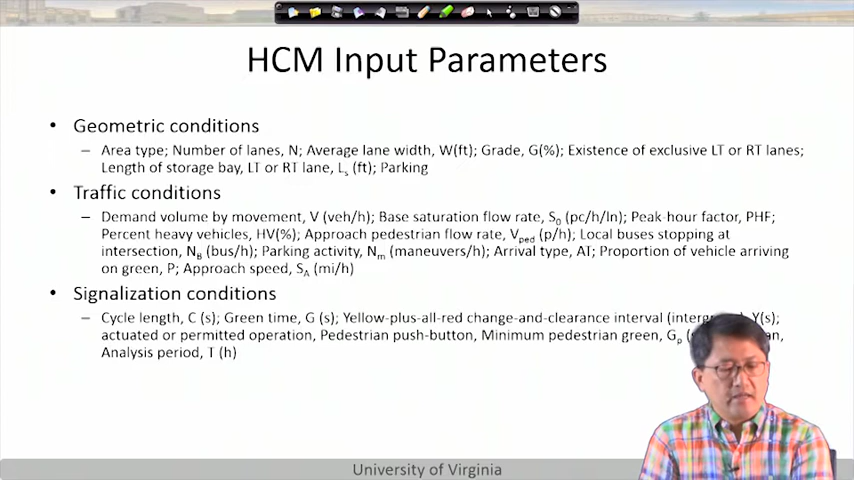 HCM Input Parameters
• Geometric conditions
– Area type; Number of lanes, N; Average lane width, W(ft); Grade, G(%); Existence of exclusive LT or RT lanes;
Length of storage bay, LT or RT lane, Ls (ft); Parking
• Traffic conditions
– Demand volume by movement, V (veh/h); Base saturation flow rate, S0 (pc/h/ln); Peak-hour factor, PHF;
Percent heavy vehicles, HV(%); Approach pedestrian flow rate, Vped (p/h); Local buses stopping at
intersection, NB (bus/h); Parking activity, Nm (maneuvers/h); Arrival type, AT; Proportion of vehicle arriving
on green, P; Approach speed, SA (mi/h)
• Signalization conditions
– Cycle length, C (s); Green time, G (s); Yellow-plus-all-red change-and-clearance interval Y(s);
actuated or permitted operation, Pedestrian push-button, Minimum pedestrian green, Gp
Analysis period, T (h)
University of Virginia